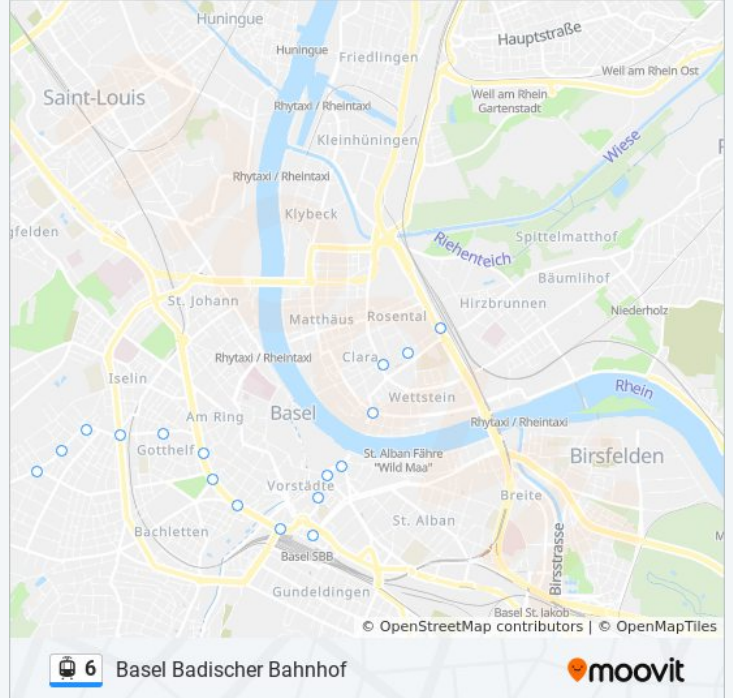 Huningue
Hauptstraße
Huningue
Friedlingen
Weil am Rhein Ost
Saint-Louis
Weil am Rhein
Gartenstadt
Rhytaxi / Rheintaxi
Kleinhüningen
Wiese
Rhytaxi / Rheintaxi
Klybeck
gfelden
Riehenteich
Spittelmatthof
Bäumlihof
St. Johann
Hirzbrunnen
Niederholz
Matthäus
Rosental
Rhytaxi / Rheintaxi
Clara
Iselin
Rhein
Wettstein
Am Ring
Basel
Rhytaxi / Rheintaxi
Gotthelf
St. Alban Fähre
"Wild Maa"
Birsfelden
Vorstädte
Breite
St. Alban
Bachletten
M
Basel SBB
Birsstrasse
Gundeldingen
Basel St. Jakob
© OpenStreetMap contributors | © OpenMapTiles
6 Basel Badischer Bahnhof
moovit